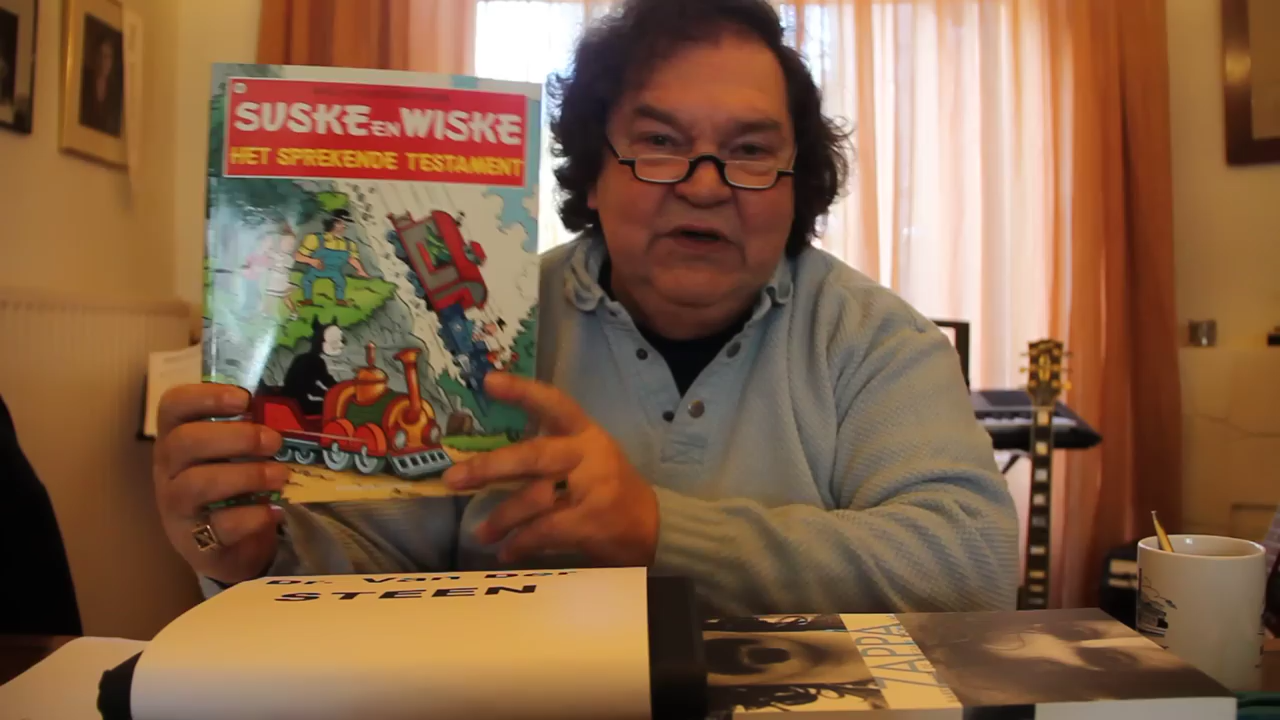 SUSKE EN WISKE
HET SPREKENDE TESTAMENT
Dr. Van Der
STEEN
ZAPPA